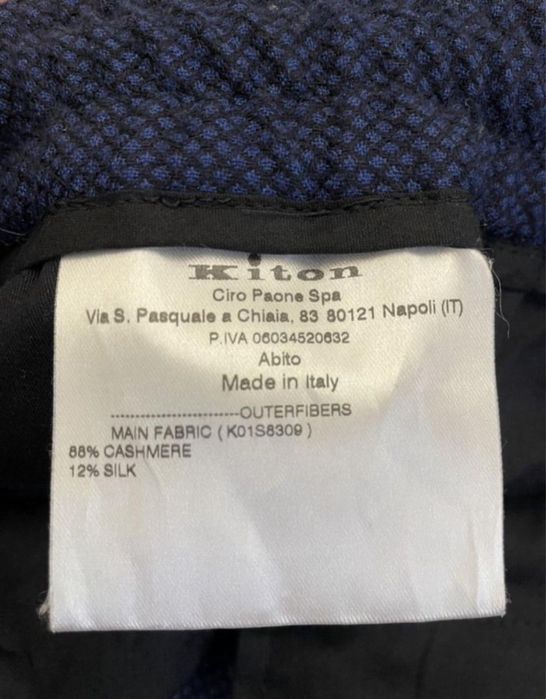 Kiton
Ciro Paone Spa
Via S. Pasquale a Chiaia, 83 80121 Napoli (IT)
P.IVA 06034520632
Abito
Made in Italy
-----------------------OUTERFIBERS
MAIN FABRIC ( K01S8309 )
88% CASHMERE
12% SILK